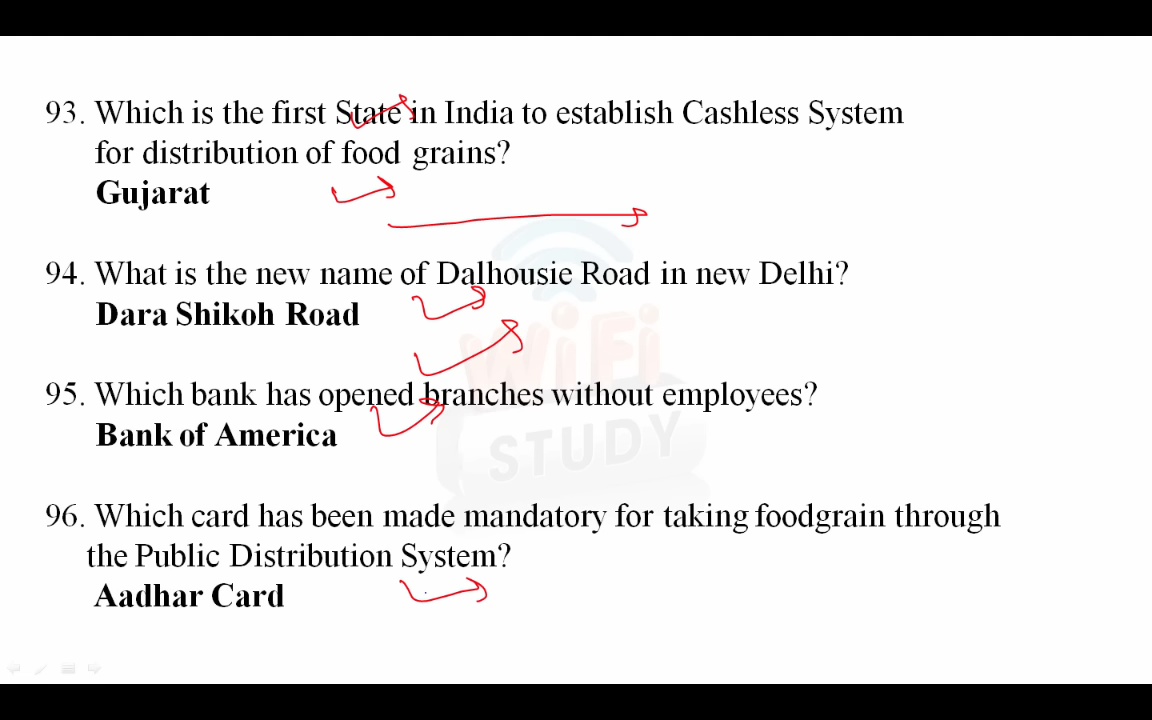 93. Which is the first State in India to establish Cashless System
for distribution of food grains?
Gujarat
94. What is the new name of Dalhousie Road in new Delhi?
Dara Shikoh Road
WiFi
95. Which bank has opened branches without employees?
Bank of America
STUDY
96. Which card has been made mandatory for taking foodgrain through
the Public Distribution System?
Aadhar Card